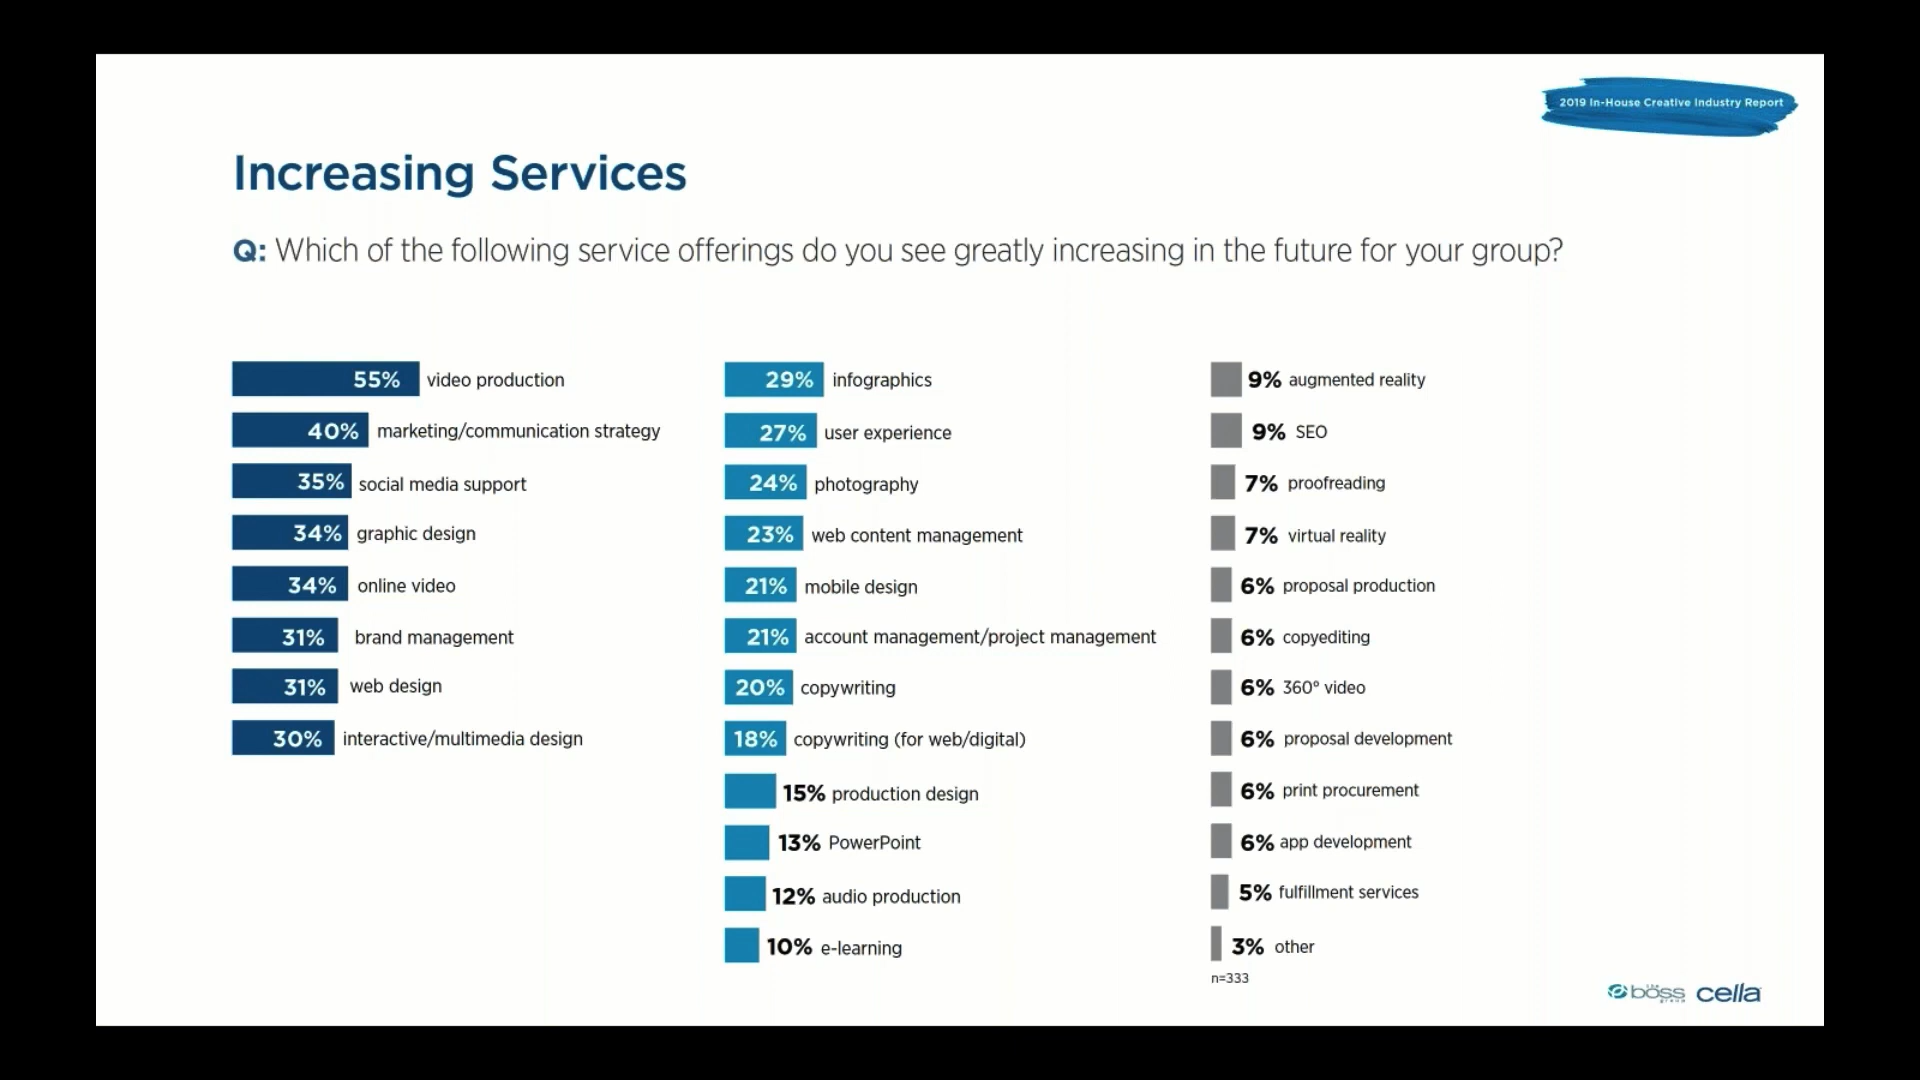 2019 In-House Creative Industry Report
Increasing Services
Q: Which of the following service offerings do you see greatly increasing in the future for your group?
55% video production
40% marketing/communication strategy
35% social media support
34% graphic design
34% online video
31% brand management
31% web design
30% interactive/multimedia design
29% infographics
27% user experience
24% photography
23% web content management
21% mobile design
21% account management/project management
20% copywriting
18% copywriting (for web/digital)
15% production design
13% PowerPoint
12% audio production
10% e-learning
9% augmented reality
9% SEO
7% proofreading
7% virtual reality
6% proposal production
6% copyediting
6% 360° video
6% proposal development
6% print procurement
6% app development
5% fulfillment services
3% other
n=333
the
böss
group
cella